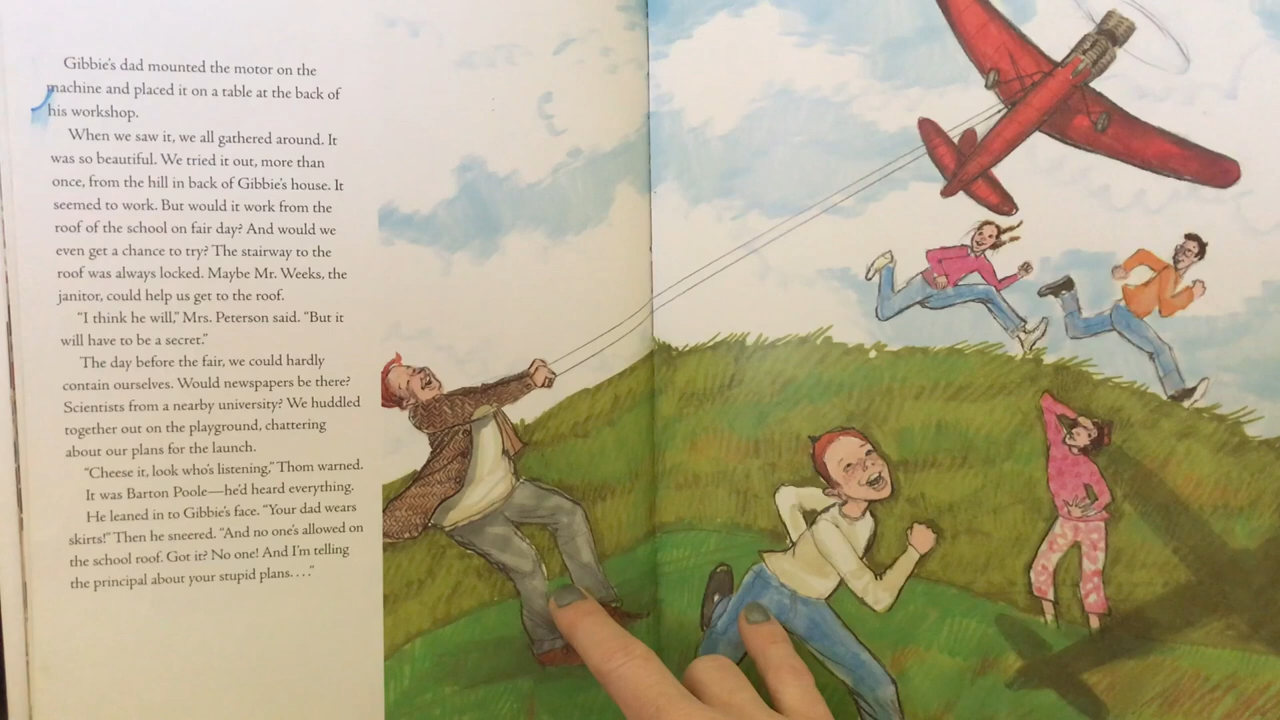 Gibbie's dad mounted the motor on the
machine and placed it on a table at the back of
his workshop.
When we saw it, we all gathered around. It
was so beautiful. We tried it out, more than
once, from the hill in back of Gibbie's house. It
seemed to work. But would it work from the
roof of the school on fair day? And would we
even get a chance to try? The stairway to the
roof was always locked. Maybe Mr. Weeks, the
janitor, could help us get to the roof.
"I think he will," Mrs. Peterson said. "But it
will have to be a secret."
The day before the fair, we could hardly
contain ourselves. Would newspapers be there?
Scientists from a nearby university? We huddled
together out on the playground, chattering
about our plans for the launch.
"Cheese it, look who's listening," Thom warned.
It was Barton Poole—he'd heard everything.
He leaned in to Gibbie's face. "Your dad wears
skirts!" Then he sneered. "And no one's allowed on
the school roof. Got it? No one! And I'm telling
the principal about your stupid plans. . . ."